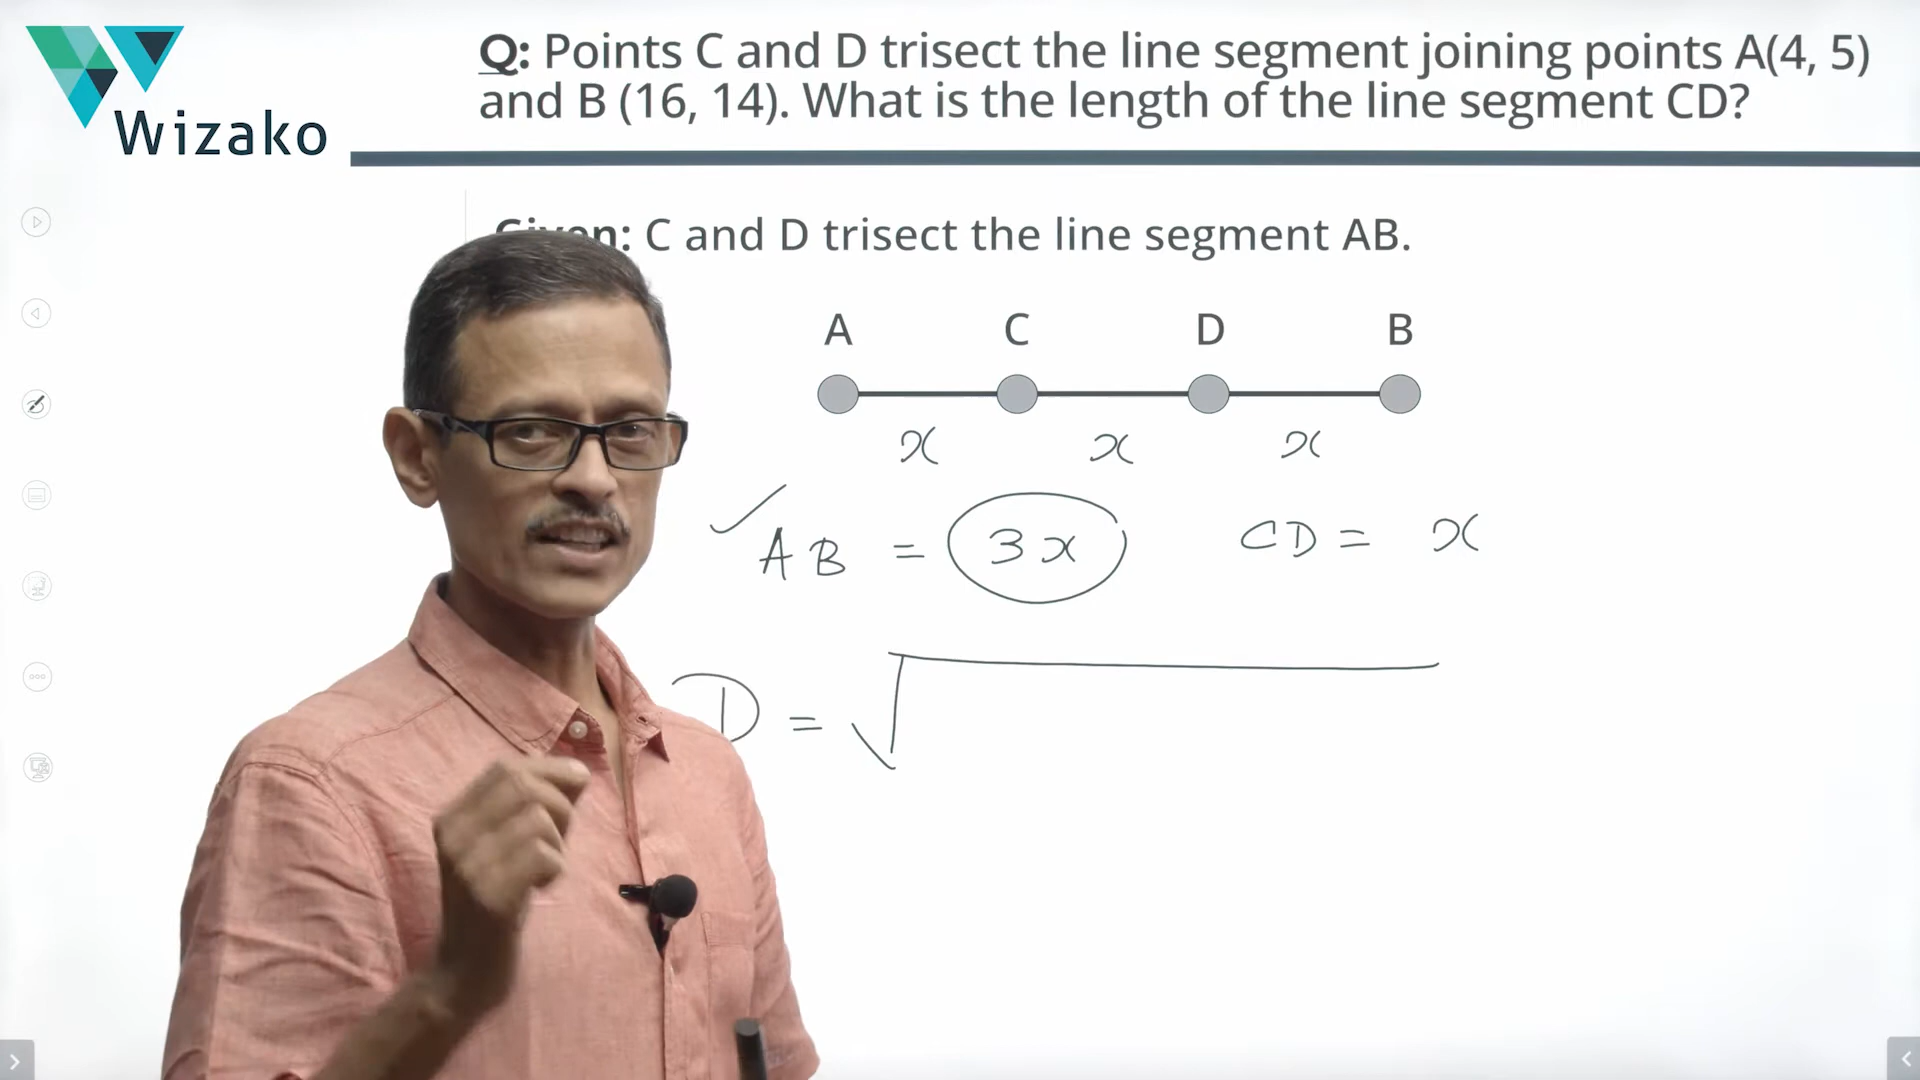 Wizako
Q: Points C and D trisect the line segment joining points A(4, 5)
and B (16, 14). What is the length of the line segment CD?
Given: C and D trisect the line segment AB.
A C D B
x x x
AB = 3x CD = x
D = √